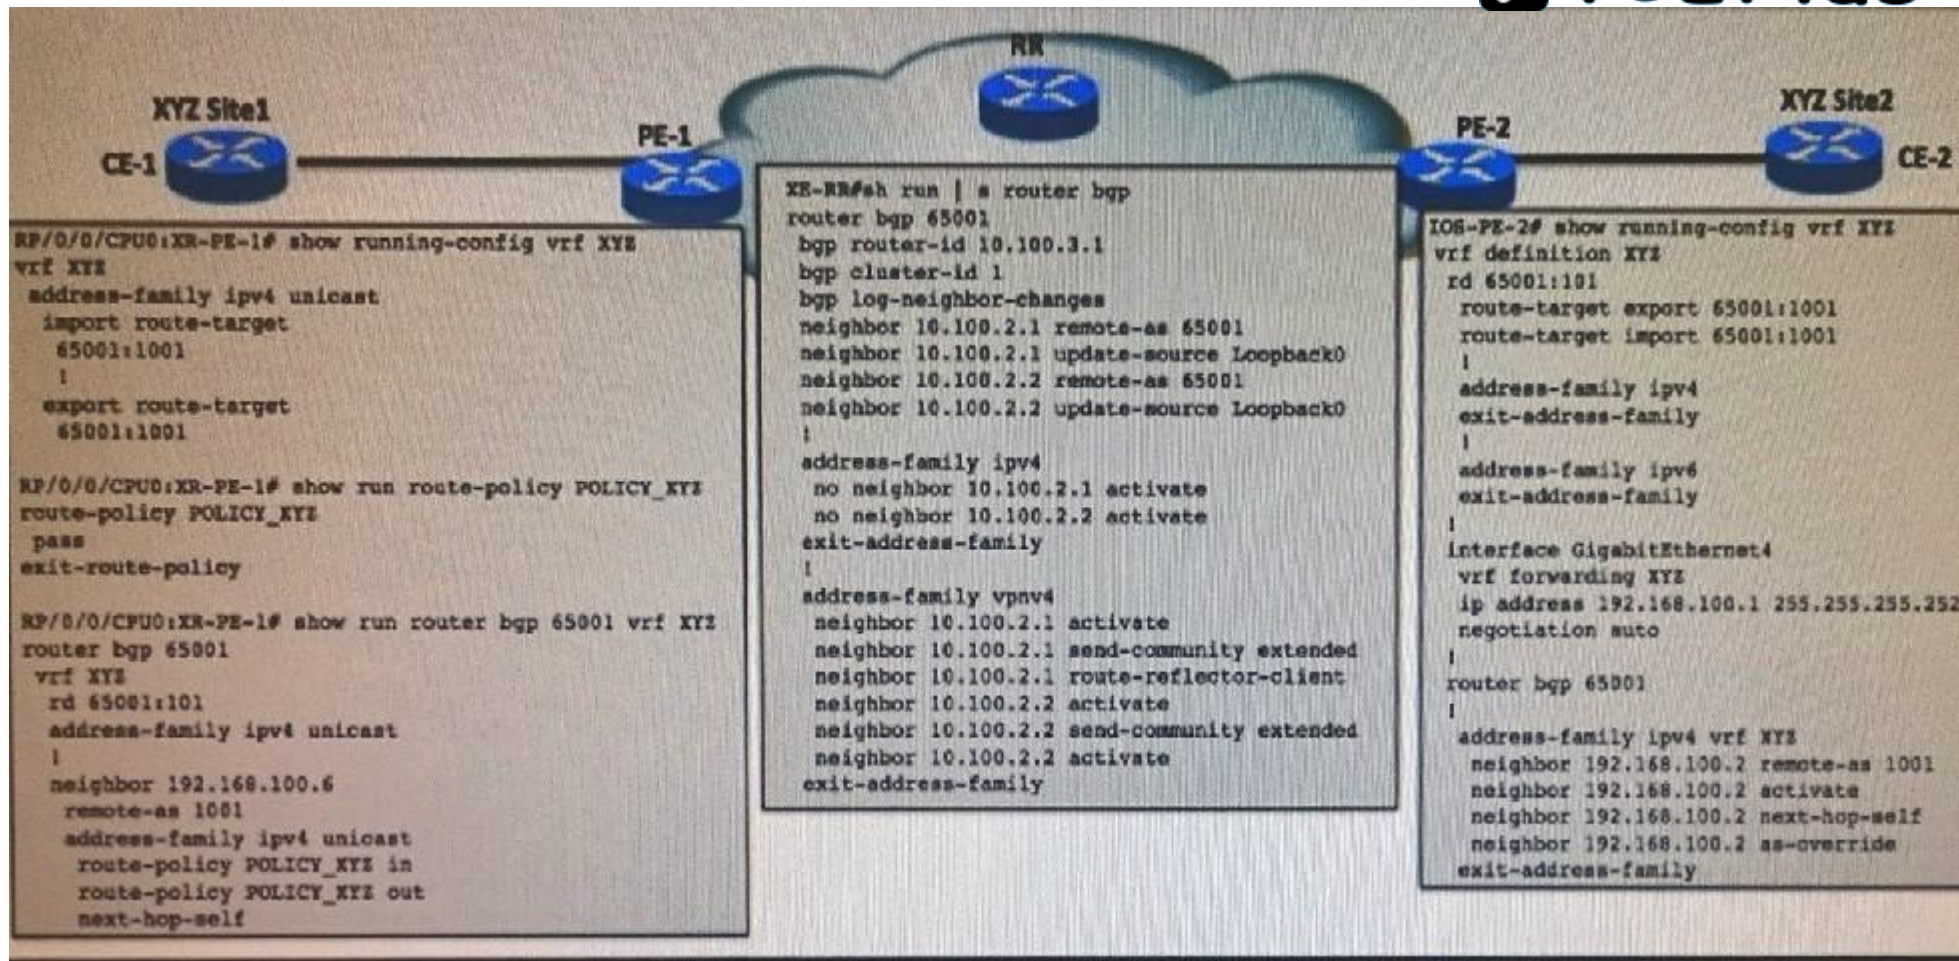 RR
XYZ Site1
CE-1
PE-1
PE-2
XYZ Site2
CE-2
RP/0/0/CPU0:XR-PE-1# show running-config vrf XYZ
vrf XYZ
address-family ipv4 unicast
import route-target
65001:1001
!
export route-target
65001:1001
RP/0/0/CPU0:XR-PE-1# show run route-policy POLICY_XYZ
route-policy POLICY_XYZ
pass
exit-route-policy
RP/0/0/CPU0:XR-PE-1# show run router bgp 65001 vrf XYZ
router bgp 65001
vrf XYZ
rd 65001:101
address-family ipv4 unicast
!
neighbor 192.168.100.6
remote-as 1001
address-family ipv4 unicast
route-policy POLICY_XYZ in
route-policy POLICY_XYZ out
next-hop-self
XE-RR#sh run | s router bgp
router bgp 65001
bgp router-id 10.100.3.1
bgp cluster-id 1
bgp log-neighbor-changes
neighbor 10.100.2.1 remote-as 65001
neighbor 10.100.2.1 update-source Loopback0
neighbor 10.100.2.2 remote-as 65001
neighbor 10.100.2.2 update-source Loopback0
!
address-family ipv4
no neighbor 10.100.2.1 activate
no neighbor 10.100.2.2 activate
exit-address-family
!
address-family vpnv4
neighbor 10.100.2.1 activate
neighbor 10.100.2.1 send-community extended
neighbor 10.100.2.1 route-reflector-client
neighbor 10.100.2.2 activate
neighbor 10.100.2.2 send-community extended
neighbor 10.100.2.2 activate
exit-address-family
IOS-PE-2# show running-config vrf XYZ
vrf definition XYZ
rd 65001:101
route-target export 65001:1001
route-target import 65001:1001
!
address-family ipv4
exit-address-family
!
address-family ipv6
exit-address-family
!
interface GigabitEthernet4
vrf forwarding XYZ
ip address 192.168.100.1 255.255.255.252
negotiation auto
!
router bgp 65001
!
address-family ipv4 vrf XYZ
neighbor 192.168.100.2 remote-as 1001
neighbor 192.168.100.2 activate
neighbor 192.168.100.2 next-hop-self
neighbor 192.168.100.2 as-override
exit-address-family